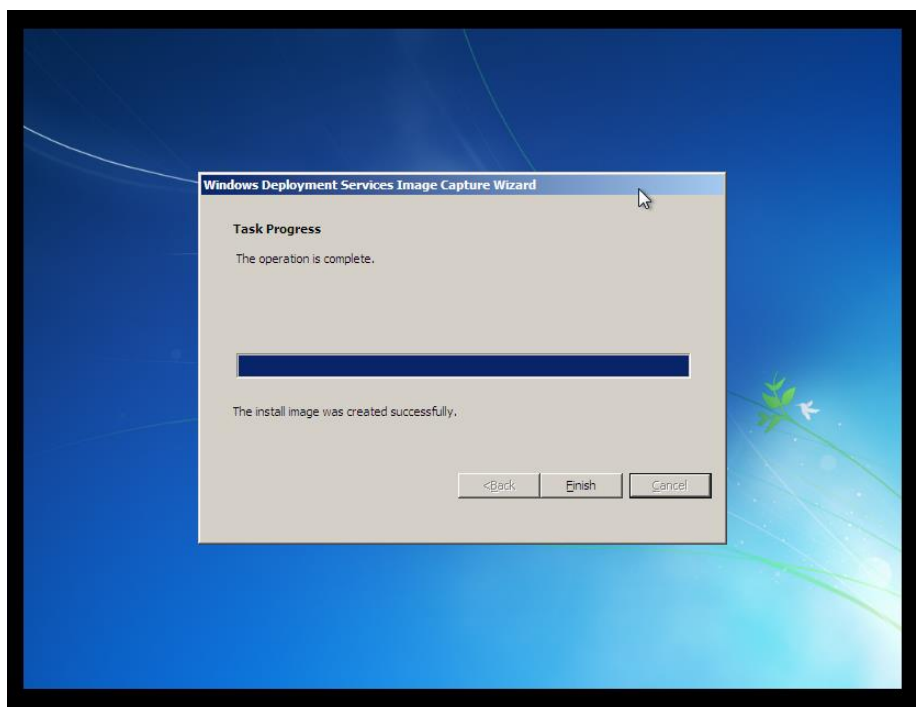 Windows Deployment Services Image Capture Wizard
Task Progress
The operation is complete.
The install image was created successfully.
<Back Finish Cancel